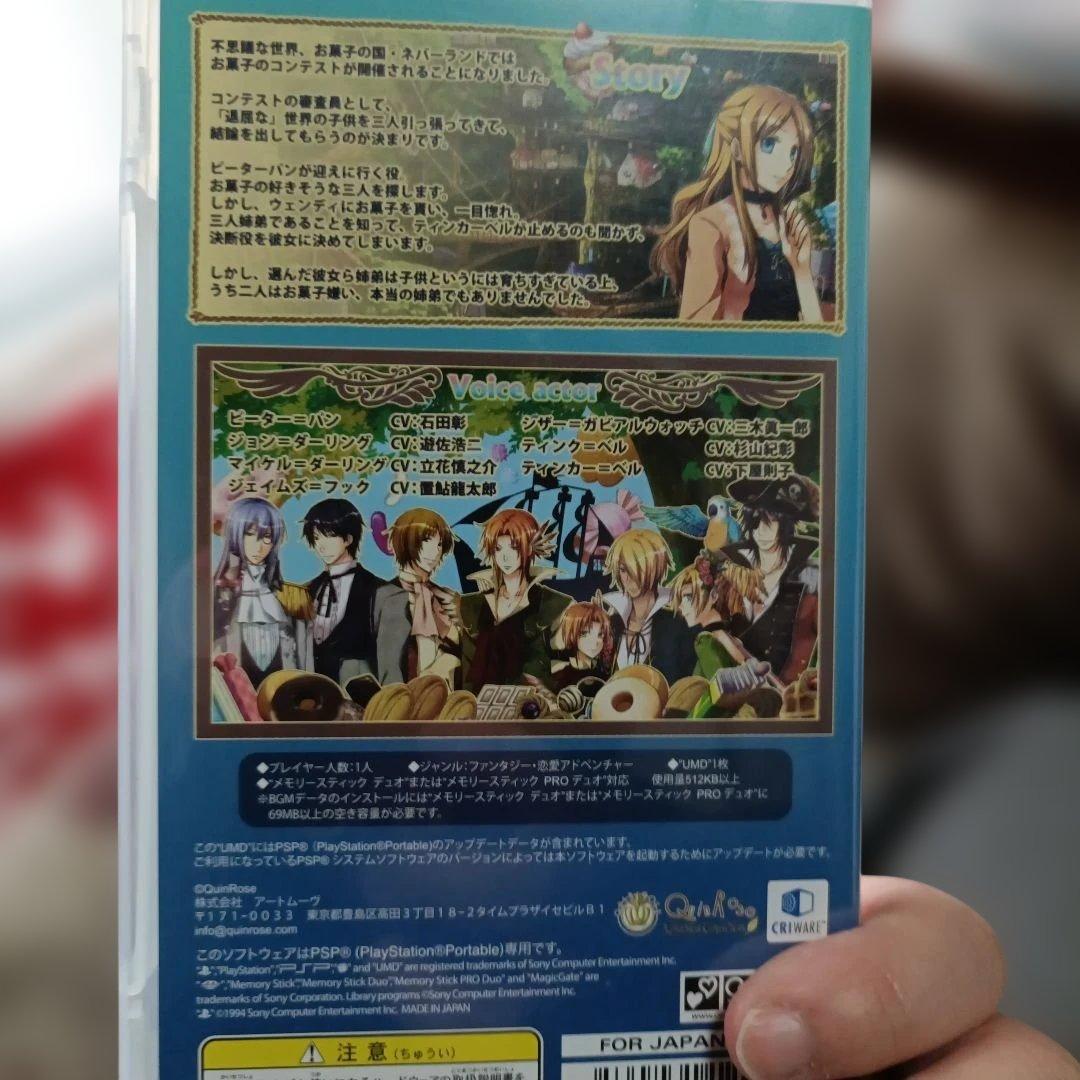 Story
不思議な世界、お菓子の国・ネバーランドでは
お菓子のコンテストが開催されることになりました。
コンテストの審査員として、
「退屈な」世界の子供を三人引っ張ってきて、
結論を出してもらうのが決まりです。
ピーターパンが迎えに行く役
お菓子の好きそうな三人を探します。
しかし、ウェンディにお菓子を貰い、一目惚れ。
三人姉弟であることを知って、ティンカーベルが止めるのも聞かず、
決断役を彼女に決めてしまいます。
しかし、選んだ彼女ら姉弟は子供というには育ちすぎている上、
うち二人はお菓子嫌い、本当の姉弟でもありませんでした。
Voice actor
ピーター＝パン CV：石田彰
ジョン＝ダーリング CV：遊佐浩二
マイケル＝ダーリング CV：立花慎之介
ジェイムズ＝フック CV：置鮎龍太郎
ジザー＝ガビアルウォッチ CV：三木眞一郎
ティンク＝ベル CV：杉山紀彰
ティンカー＝ベル CV：下屋則子
◆プレイヤー人数：1人 ◆ジャンル：ファンタジー・恋愛アドベンチャー ◆“UMD”1枚
◆“メモリースティック デュオ”または“メモリースティック PRO デュオ”対応 使用量512KB以上
※BGMデータのインストールには“メモリースティック デュオ”または“メモリースティック PRO デュオ”に
69MB以上の空き容量が必要です。
この“UMD”にはPSP®（PlayStation®Portable)のアップデートデータが含まれています。
ご利用になっているPSP® システムソフトウェアのバージョンによっては本ソフトウェアを起動するためにアップデートが必要です。
©QuinRose
株式会社 アートムーヴ
〒171-0033 東京都豊島区高田3丁目18-2タイムプラザイセビルB1
info@quinrose.com
QuinRose
CRIWARE™
このソフトウェアはPSP® (PlayStation®Portable)専用です。
"PlayStation", "PSP", and "UMD" are registered trademarks of Sony Computer Entertainment Inc.
"Memory Stick", "Memory Stick Duo", "Memory Stick PRO Duo" and "MagicGate" are
trademarks of Sony Corporation. Library programs ©Sony Computer Entertainment Inc.
©1994 Sony Computer Entertainment Inc. MADE IN JAPAN
注意(ちゅうい)
FOR JAPAN